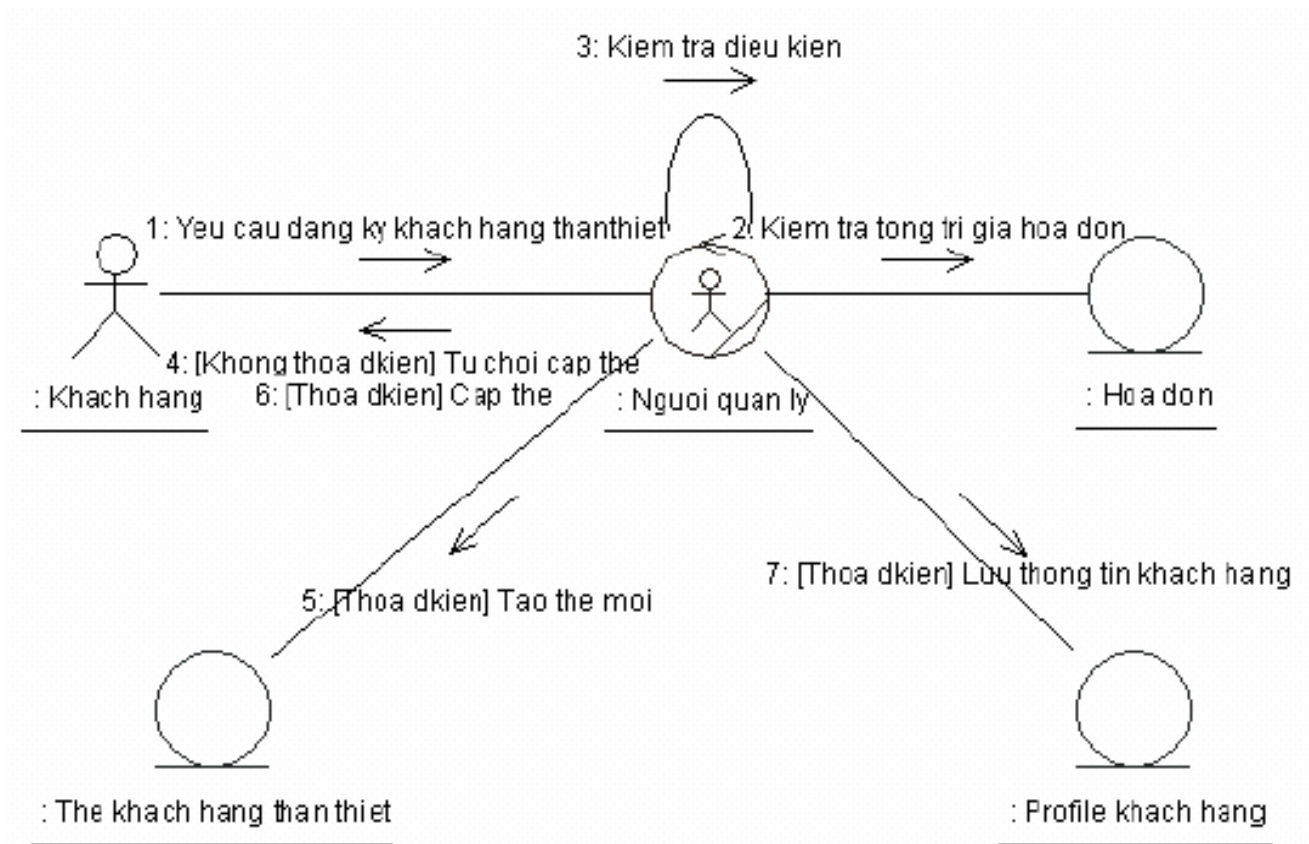 3: Kiem tra dieu kien
1: Yeu cau dang ky khach hang thanthiet
2: Kiem tra tong tri gia hoa don
4: [Khong thoa dkien] Tu choi cap the
6: [Thoa dkien] Cap the
: Khach hang
: Nguoi quan ly
: Hoa don
7: [Thoa dkien] Luu thong tin khach hang
5: [Thoa dkien] Tao the moi
: The khach hang than thiet
: Profile khach hang